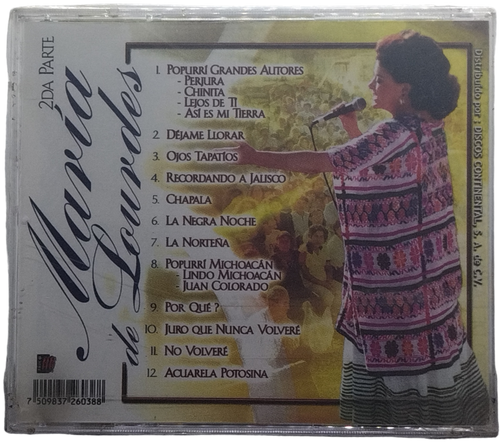 2DA PARTE
María
de Lourdes
1. POPURRÍ GRANDES AUTORES
- PERJURA
- CHINITA
- LEJOS DE TI
- ASÍ ES MI TIERRA
2. DÉJAME LLORAR
3. OJOS TAPATÍOS
4. RECORDANDO A JALISCO
5. CHAPALA
6. LA NEGRA NOCHE
7. LA NORTEÑA
8. POPURRÍ MICHOACÁN
- LINDO MICHOACÁN
- JUAN COLORADO
9. POR QUÉ?
10. JURO QUE NUNCA VOLVERÉ
11. NO VOLVERÉ
12. ACUARELA POTOSINA
Distribuido por: DISCOS CONTINENTAL, S. A. de C.V.
7 509837 260388